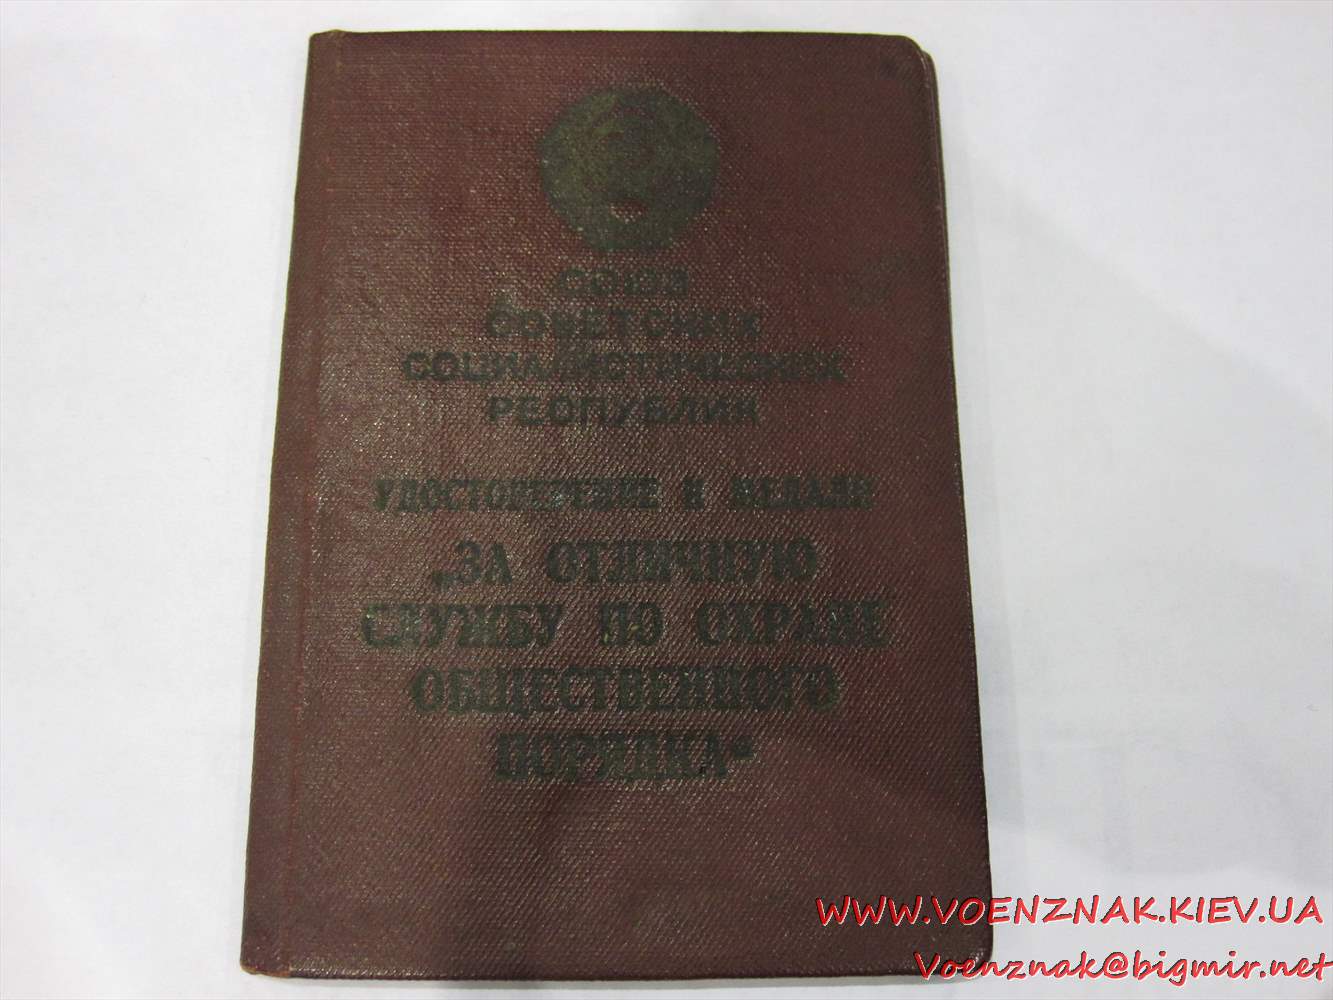 СОЮЗ
СОВЕТСКИХ
СОЦИАЛИСТИЧЕСКИХ
РЕСПУБЛИК
УДОСТОВЕРЕНИЕ К МЕДАЛИ
„ЗА ОТЛИЧНУЮ
СЛУЖБУ ПО ОХРАНЕ
ОБЩЕСТВЕННОГО
ПОРЯДКА“
WWW.VOENZNAK.KIEV.UA
Voenznak@bigmir.net